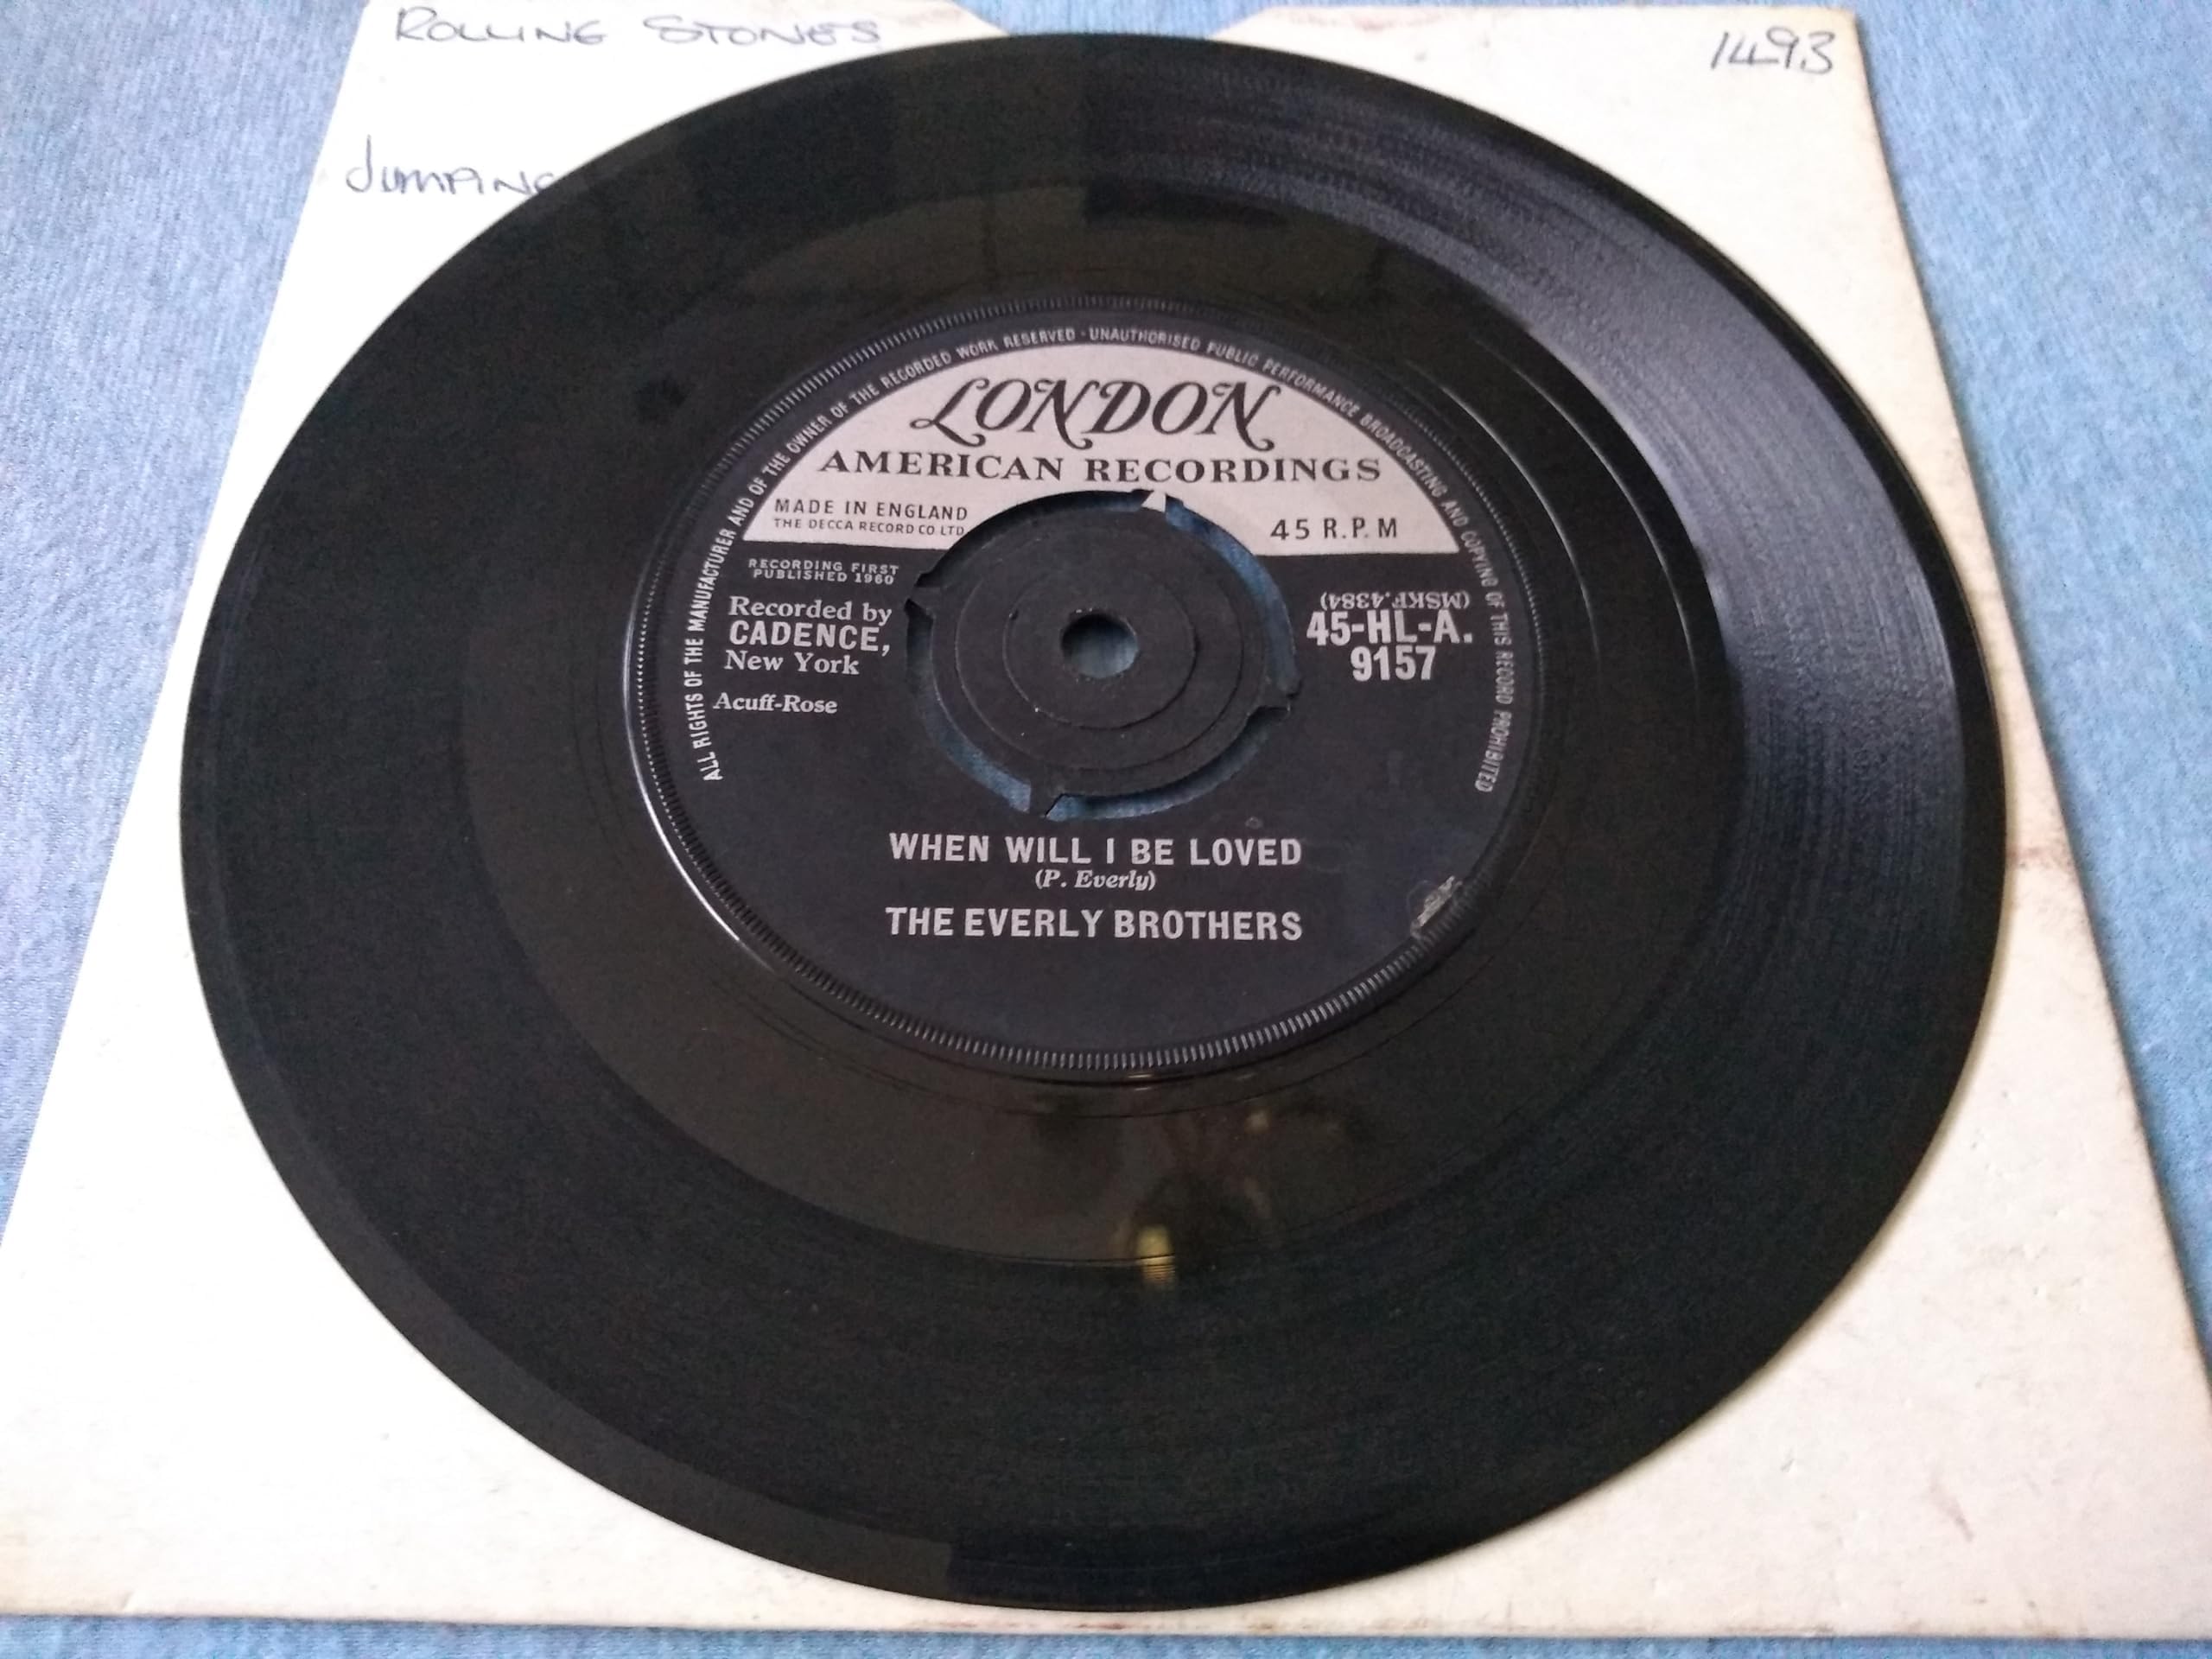 ROLLING STONES
1493
JUMPING
ALL RIGHTS OF THE MANUFACTURER AND OF THE OWNER OF THE RECORDED WORK RESERVED · UNAUTHORISED PUBLIC PERFORMANCE BROADCASTING AND COPYING OF THIS RECORD PROHIBITED
LONDON
AMERICAN RECORDINGS
MADE IN ENGLAND
THE DECCA RECORD CO LTD
45 R.P.M
RECORDING FIRST
PUBLISHED 1960
Recorded by
CADENCE,
New York
Acuff-Rose
(MSKF.4384)
45-HL-A.
9157
WHEN WILL I BE LOVED
(P. Everly)
THE EVERLY BROTHERS